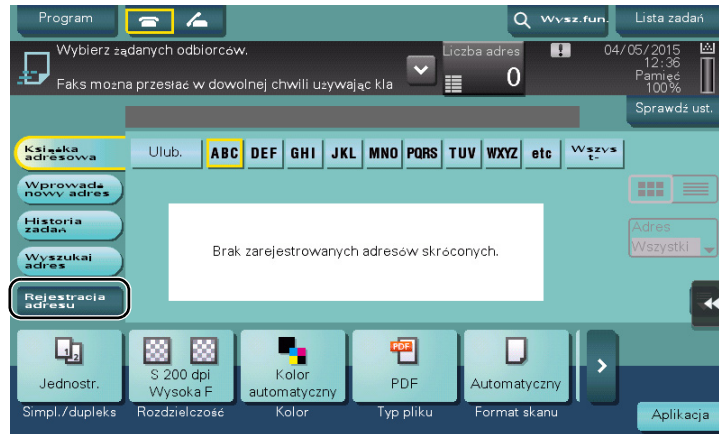 Program
Wysz.fun.
Lista zadań
Wybierz żądanych odbiorców.
Faks można przesłać w dowolnej chwili używając kla
Liczba adres
0
04/05/2015
12:36
Pamięć
100%
Sprawdź ust.
Książka
adresowa
Ulub.
ABC
DEF
GHI
JKL
MNO
PQRS
TUV
WXYZ
etc
Wszys
t-
Wprowadź
nowy adres
Historia
zadań
Wyszukaj
adres
Rejestracja
adresu
Brak zarejestrowanych adresów skróconych.
Adres
Wszystki
1 2
Jednostr.
S 200 dpi
Wysoka F
Kolor
automatyczny
PDF
PDF
Automatyczny
Simpl./dupleks
Rozdzielczość
Kolor
Typ pliku
Format skanu
Aplikacja